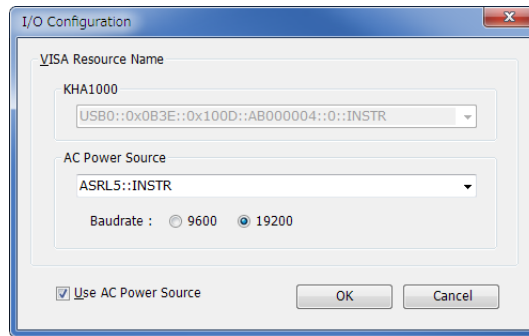 I/O Configuration
VISA Resource Name
KHA1000
USB0::0x0B3E::0x100D::AB000004::0::INSTR
AC Power Source
ASRL5::INSTR
Baudrate : 9600 19200
Use AC Power Source OK Cancel